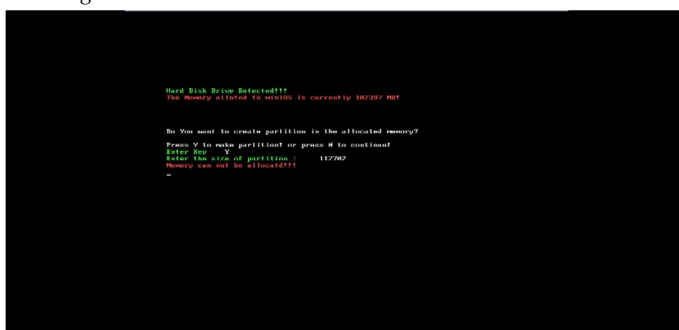 Hard Disk Drive Detected!!!
The Memory alloted to miniOS is currently 102397 MB!
Do You want to create partition in the allocated memory?
Press Y to make partition! or press N to continue!
Enter Key Y
Enter the size of partition : 112702
Memory can not be allocatd!!!